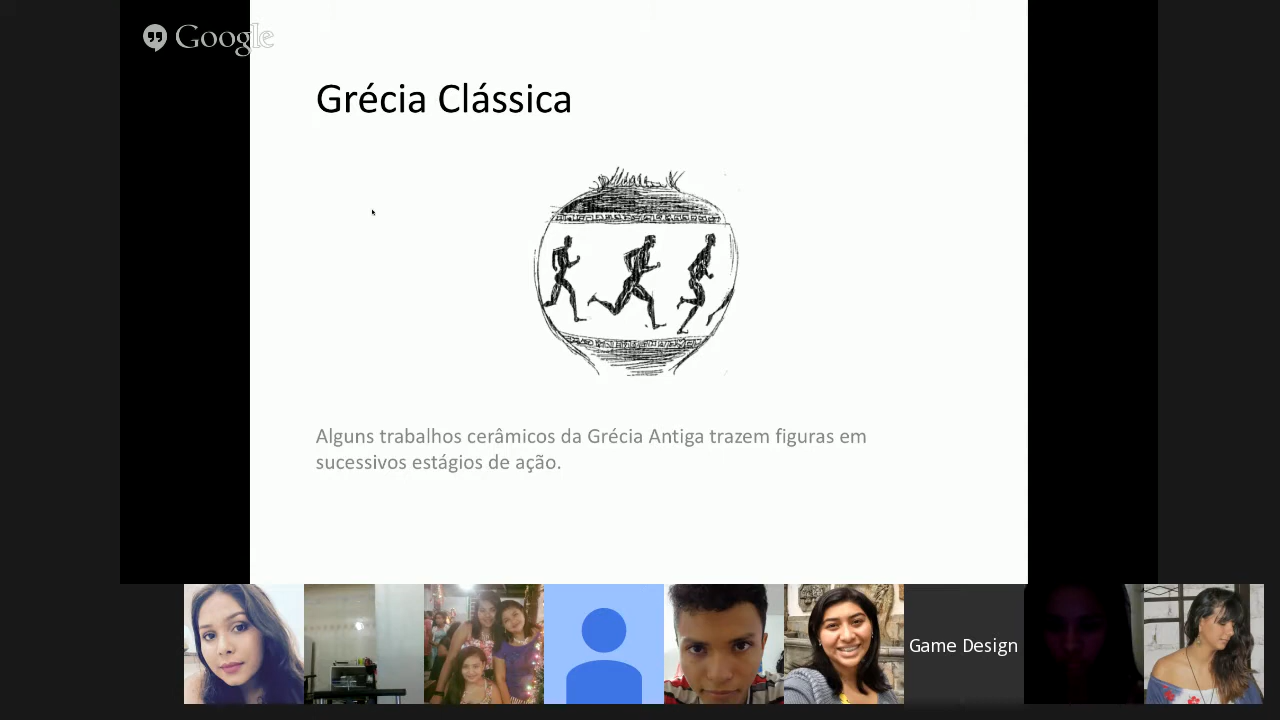 Google
Grécia Clássica
Alguns trabalhos cerâmicos da Grécia Antiga trazem figuras em
sucessivos estágios de ação.
Game Design